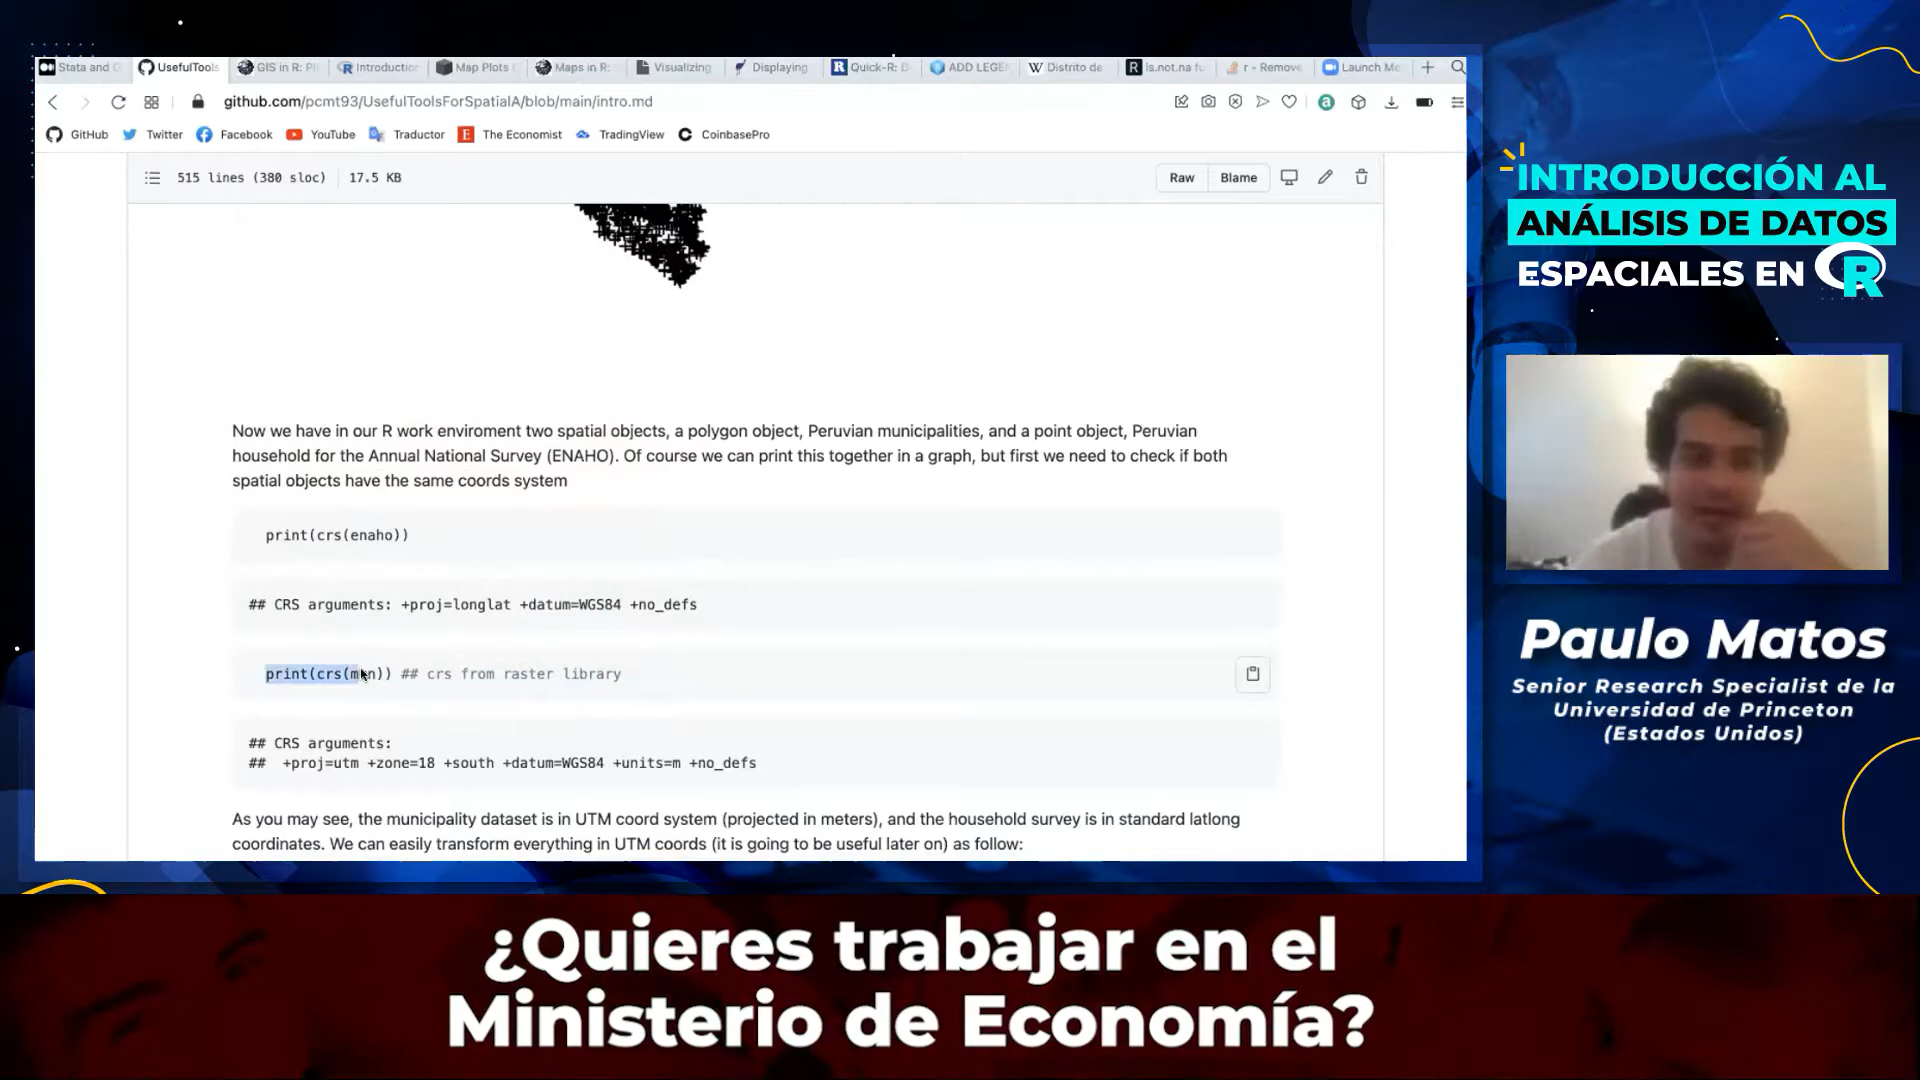 Stata and
UsefulTools
GIS in R: Pl
Introduction
Map Plots
Maps in R:
Visualizing
Displaying
Quick-R: D
ADD LEGEN
Distrito de
is.not.na fu
r - Remove
Launch Me
github.com/pcmt93/UsefulToolsForSpatialA/blob/main/intro.md
GitHub Twitter Facebook YouTube Traductor The Economist TradingView CoinbasePro
515 lines (380 sloc) 17.5 KB
Raw Blame
Now we have in our R work enviroment two spatial objects, a polygon object, Peruvian municipalities, and a point object, Peruvian
household for the Annual National Survey (ENAHO). Of course we can print this together in a graph, but first we need to check if both
spatial objects have the same coords system
print(crs(enaho))
## CRS arguments: +proj=longlat +datum=WGS84 +no_defs
print(crs(mun)) ## crs from raster library
## CRS arguments:
## +proj=utm +zone=18 +south +datum=WGS84 +units=m +no_defs
As you may see, the municipality dataset is in UTM coord system (projected in meters), and the household survey is in standard latlong
coordinates. We can easily transform everything in UTM coords (it is going to be useful later on) as follow:
INTRODUCCIÓN AL
ANÁLISIS DE DATOS
ESPACIALES EN R
Paulo Matos
Senior Research Specialist de la
Universidad de Princeton
(Estados Unidos)
¿Quieres trabajar en el
Ministerio de Economía?